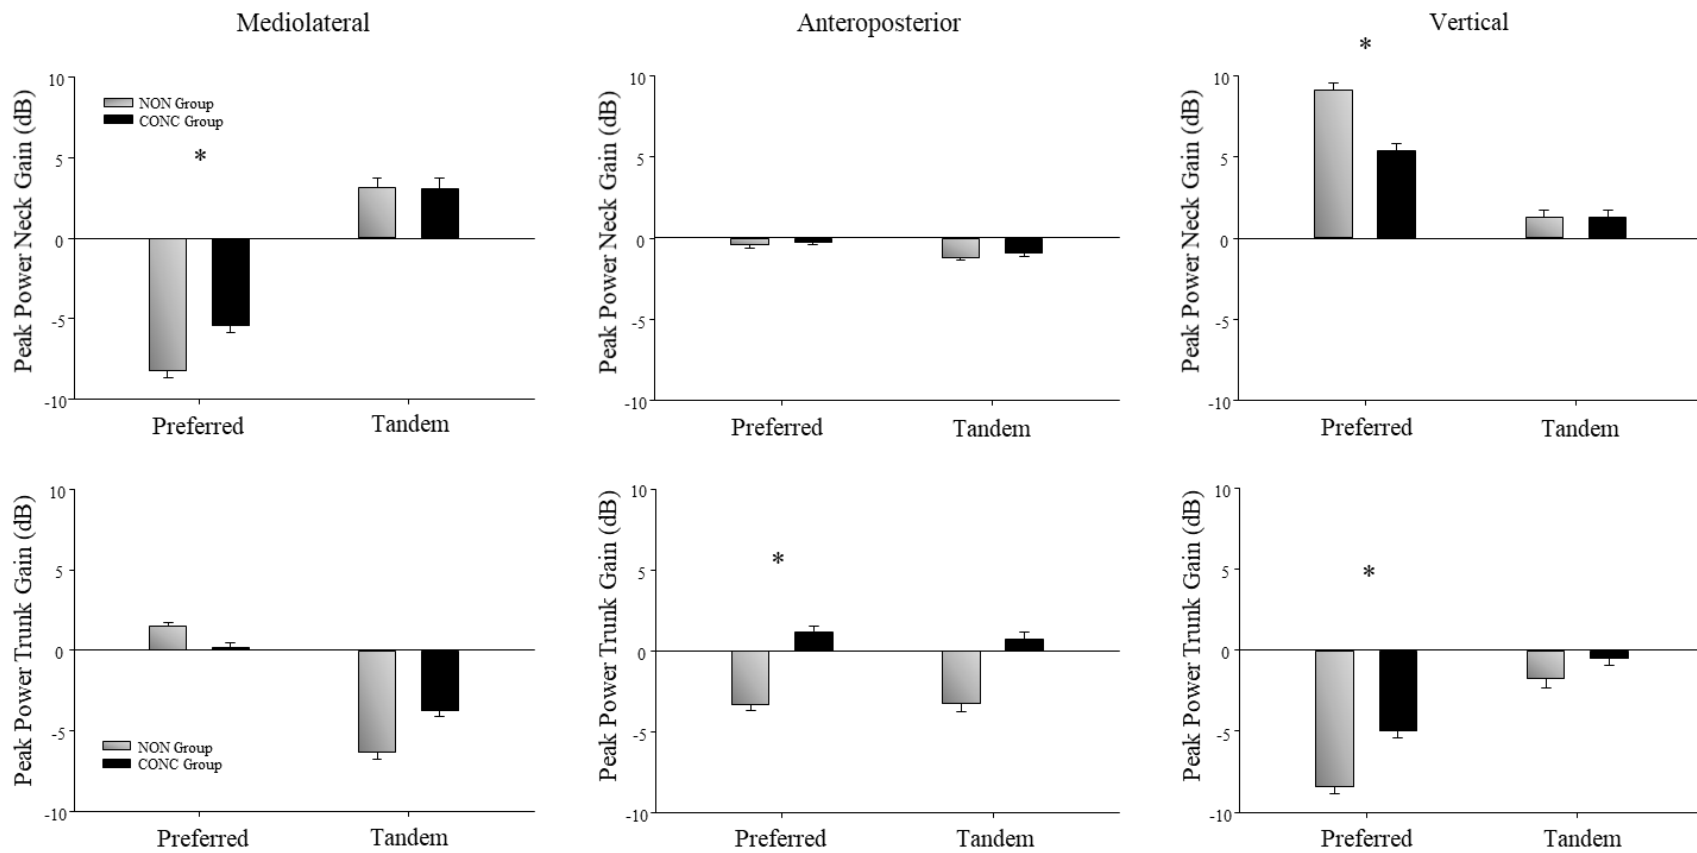 Mediolateral
Anteroposterior
Vertical
*
Peak Power Neck Gain (dB)
10
5
0
-5
-10
NON Group
CONC Group
*
Preferred
Tandem
Peak Power Neck Gain (dB)
10
5
0
-5
-10
Preferred
Tandem
Peak Power Neck Gain (dB)
10
5
0
-5
-10
Preferred
Tandem
Peak Power Trunk Gain (dB)
10
5
0
-5
-10
NON Group
CONC Group
Preferred
Tandem
Peak Power Trunk Gain (dB)
10
5
0
-5
-10
*
Preferred
Tandem
Peak Power Trunk Gain (dB)
10
5
0
-5
-10
*
Preferred
Tandem